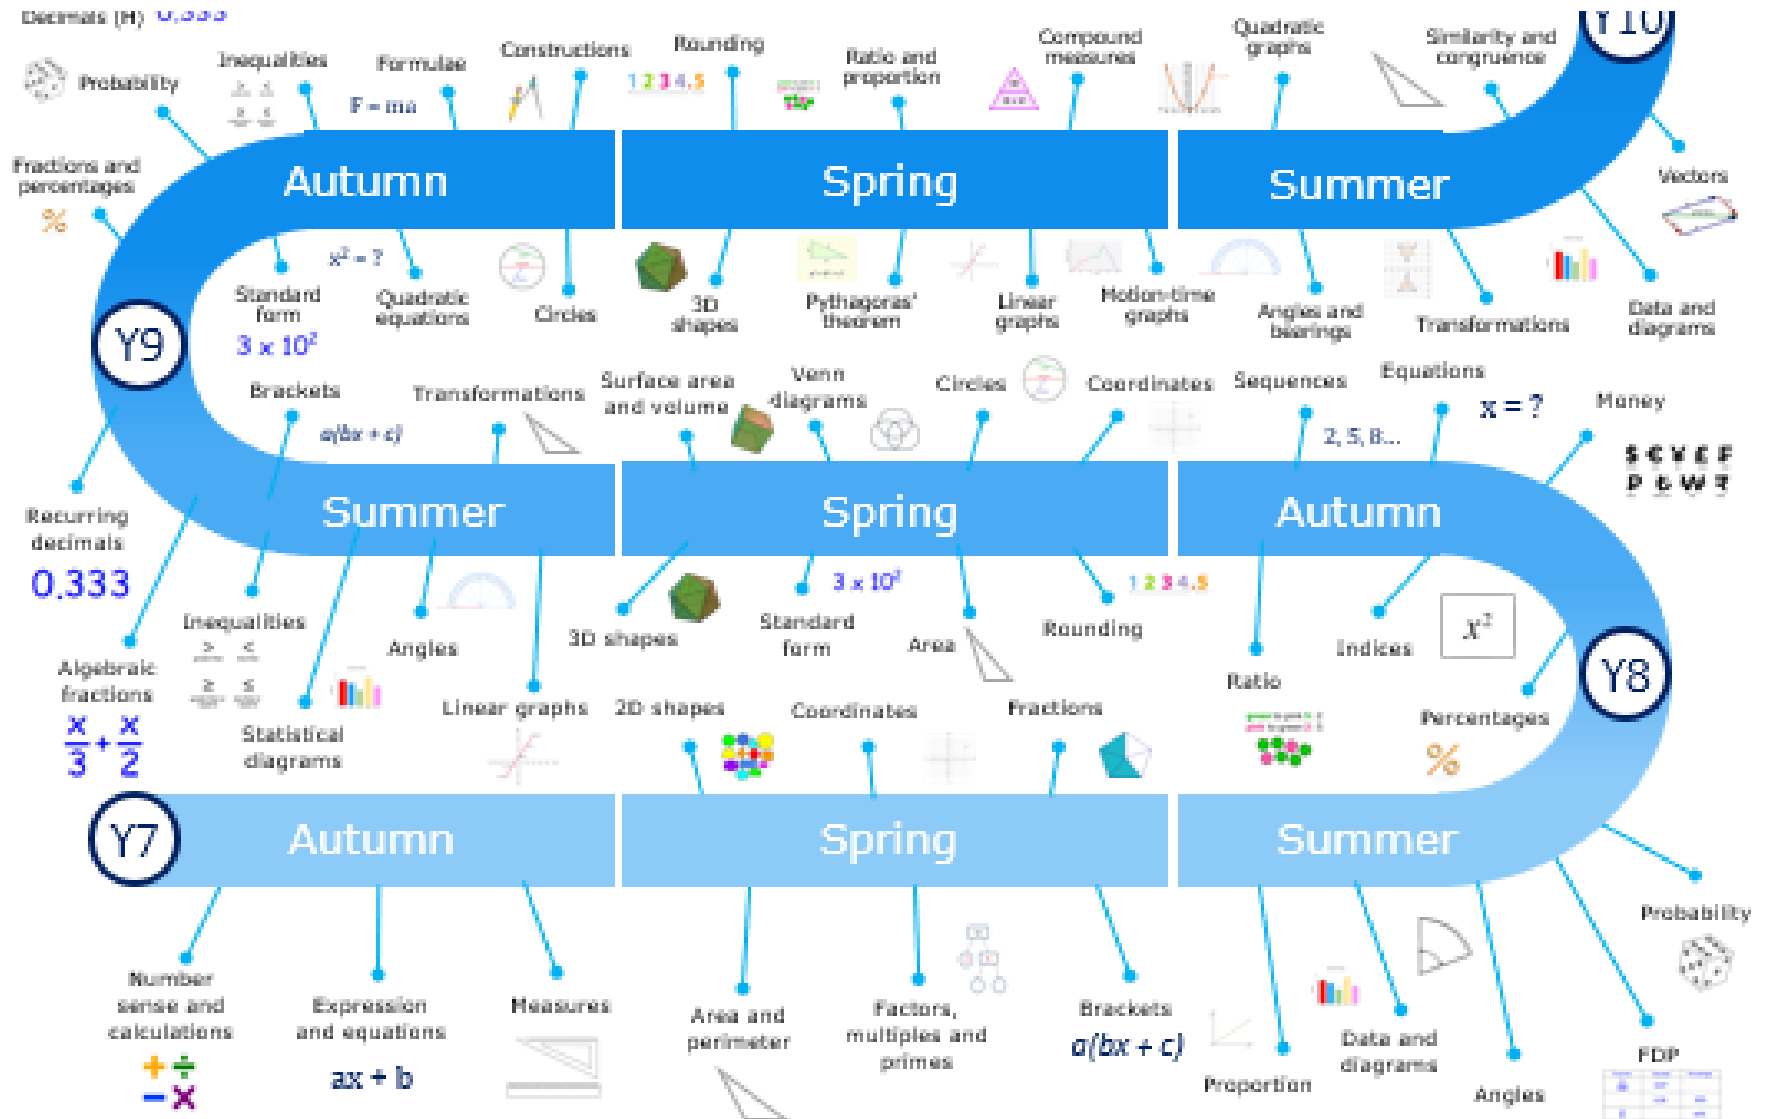 Decimals (H) 0.333
Y10
Probability
Inequalities
Formulae
F = ma
Constructions
Rounding
1 2 3 4.5
Ratio and
proportion
Compound
measures
Quadratic
graphs
Similarity and
congruence
Fractions and
percentages
%
Autumn
Spring
Summer
Vectors
Standard
form
3 x 10²
x² = ?
Quadratic
equations
Circles
3D
shapes
Pythagoras'
theorem
Linear
graphs
Motion-time
graphs
Angles and
bearings
Transformations
Data and
diagrams
Y9
Brackets
a(bx + c)
Transformations
Surface area
and volume
Venn
diagrams
Circles
Coordinates
Sequences
2, 5, 8...
Equations
x = ?
Money
$ € ¥ £ ₣
₽ ₺ ₩ ₹
Summer
Spring
Autumn
Recurring
decimals
0.333
Algebraic
fractions
x/3 + x/2
Inequalities
> <
≥ ≤
Statistical
diagrams
Angles
Linear graphs
3D shapes
Standard
form
3 x 10²
Area
Rounding
1 2 3 4.5
Ratio
Indices
x²
Percentages
%
Y8
2D shapes
Coordinates
Fractions
Y7
Autumn
Spring
Summer
Number
sense and
calculations
+ ÷
− ×
Expression
and equations
ax + b
Measures
Area and
perimeter
Factors,
multiples and
primes
Brackets
a(bx + c)
Proportion
Data and
diagrams
Angles
FDP
Probability